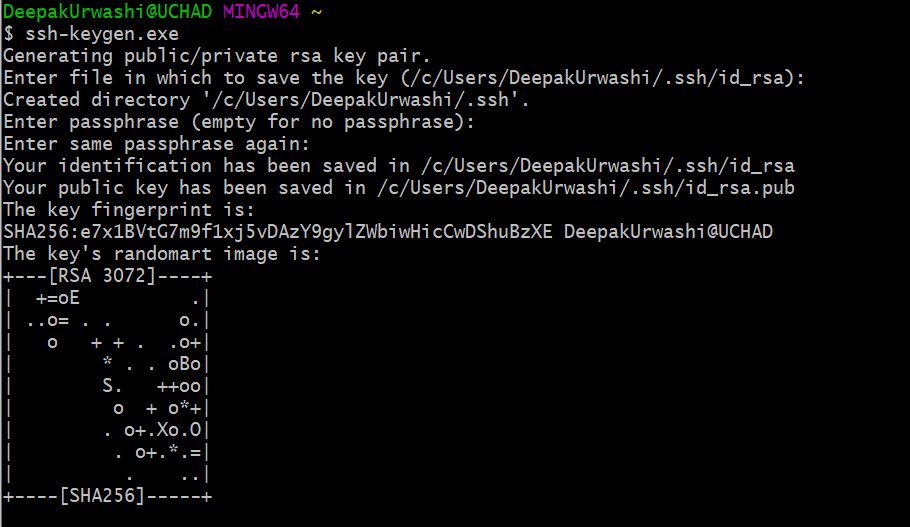 DeepakUrwashi@UCHAD MINGW64 ~
$ ssh-keygen.exe
Generating public/private rsa key pair.
Enter file in which to save the key (/c/Users/DeepakUrwashi/.ssh/id_rsa):
Created directory '/c/Users/DeepakUrwashi/.ssh'.
Enter passphrase (empty for no passphrase):
Enter same passphrase again:
Your identification has been saved in /c/Users/DeepakUrwashi/.ssh/id_rsa
Your public key has been saved in /c/Users/DeepakUrwashi/.ssh/id_rsa.pub
The key fingerprint is:
SHA256:e7x1BVtG7m9f1xj5vDAzY9gylZWbiwHicCwDShuBzXE DeepakUrwashi@UCHAD
The key's randomart image is:
+---[RSA 3072]----+
|  +=oE          .|
| ..o= . .      o.|
|   o   + + .  .o+|
|        * . . oBo|
|        S.   ++oo|
|         o  + o*+|
|        . o+.Xo.O|
|         . o+.*.=|
|          .    ..|
+----[SHA256]-----+